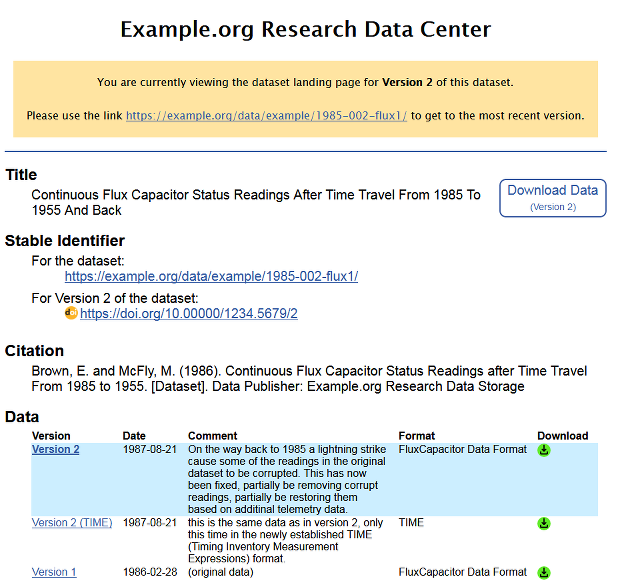 Example.org Research Data Center
You are currently viewing the dataset landing page for Version 2 of this dataset.
Please use the link https://example.org/data/example/1985-002-flux1/ to get to the most recent version.
Title
Continuous Flux Capacitor Status Readings After Time Travel From 1985 To
1955 And Back
Download Data
(Version 2)
Stable Identifier
For the dataset:
https://example.org/data/example/1985-002-flux1/
For Version 2 of the dataset:
doi https://doi.org/10.00000/1234.5679/2
Citation
Brown, E. and McFly, M. (1986). Continuous Flux Capacitor Status Readings after Time Travel
From 1985 to 1955. [Dataset]. Data Publisher: Example.org Research Data Storage
Data
Version Date Comment Format Download
Version 2 1987-08-21 On the way back to 1985 a lightning strike FluxCapacitor Data Format
cause some of the readings in the original
dataset to be corrupted. This has now
been fixed, partially be removing corrupt
readings, partially be restoring them
based on additinal telemetry data.
Version 2 (TIME) 1987-08-21 this is the same data as in version 2, only TIME
this time in the newly established TIME
(Timing Inventory Measurement
Expressions) format.
Version 1 1986-02-28 (original data) FluxCapacitor Data Format